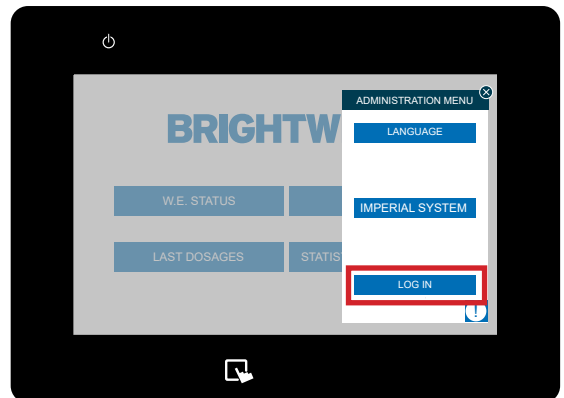 ADMINISTRATION MENU
BRIGHTW
LANGUAGE
W.E. STATUS
IMPERIAL SYSTEM
LAST DOSAGES
STATIS
LOG IN
!